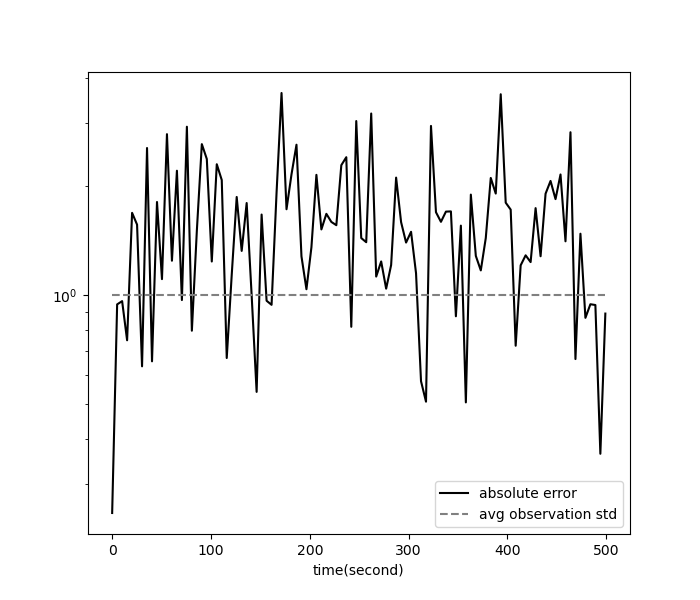 10⁰
0 100 200 300 400 500
time(second)
absolute error
avg observation std